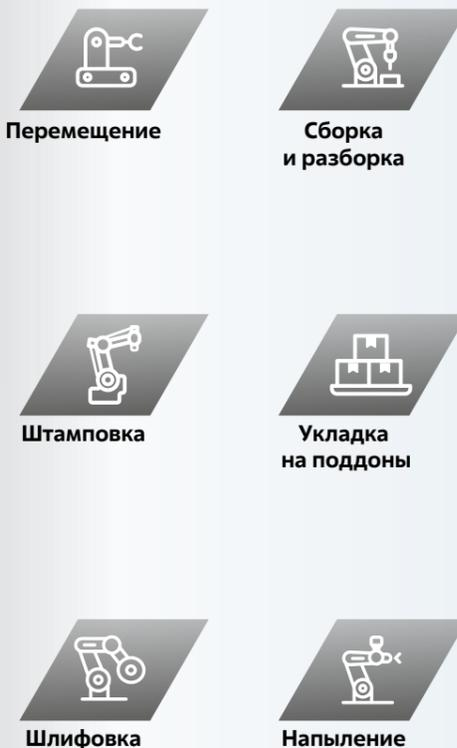 Перемещение
Сборка
и разборка
Штамповка
Укладка
на поддоны
Шлифовка
Напыление